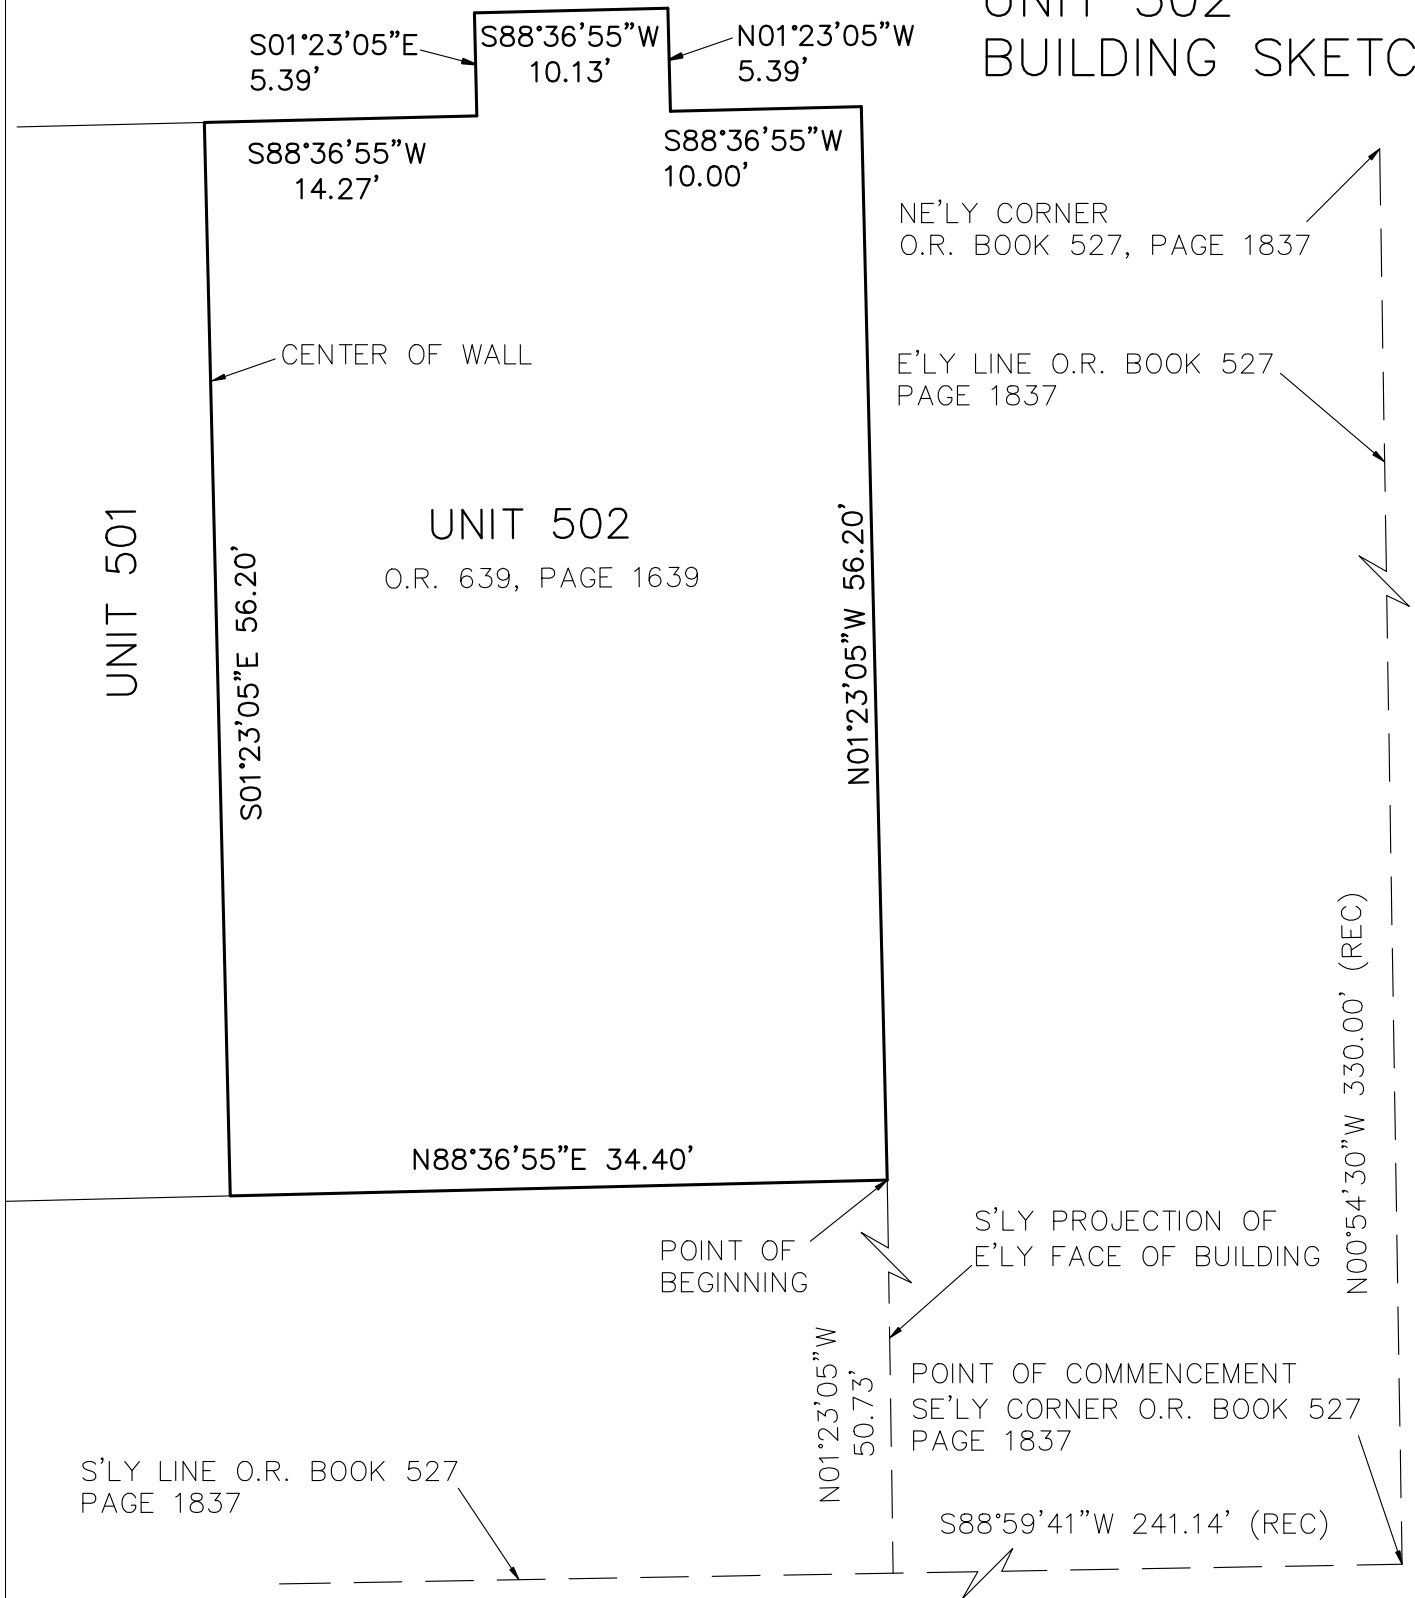 UNIT 502
BUILDING SKETC
S01°23'05"E
5.39'
S88°36'55"W
10.13'
N01°23'05"W
5.39'
S88°36'55"W
14.27'
S88°36'55"W
10.00'
NE'LY CORNER
O.R. BOOK 527, PAGE 1837
CENTER OF WALL
E'LY LINE O.R. BOOK 527
PAGE 1837
UNIT 501
S01°23'05"E 56.20'
UNIT 502
O.R. 639, PAGE 1639
N01°23'05"W 56.20'
N00°54'30"W 330.00' (REC)
N88°36'55"E 34.40'
POINT OF
BEGINNING
S'LY PROJECTION OF
E'LY FACE OF BUILDING
N01°23'05"W
50.73'
POINT OF COMMENCEMENT
SE'LY CORNER O.R. BOOK 527
PAGE 1837
S'LY LINE O.R. BOOK 527
PAGE 1837
S88°59'41"W 241.14' (REC)